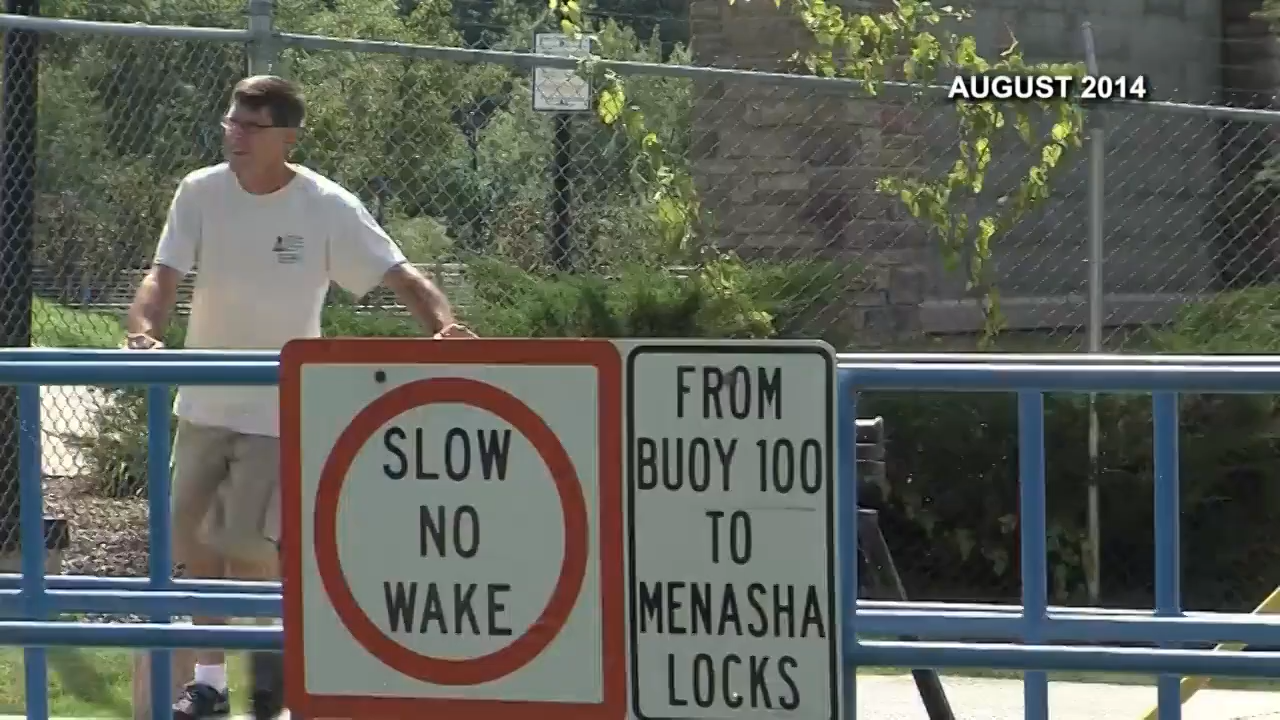 AUGUST 2014
SLOW
NO
WAKE
FROM
BUOY 100
TO
MENASHA
LOCKS